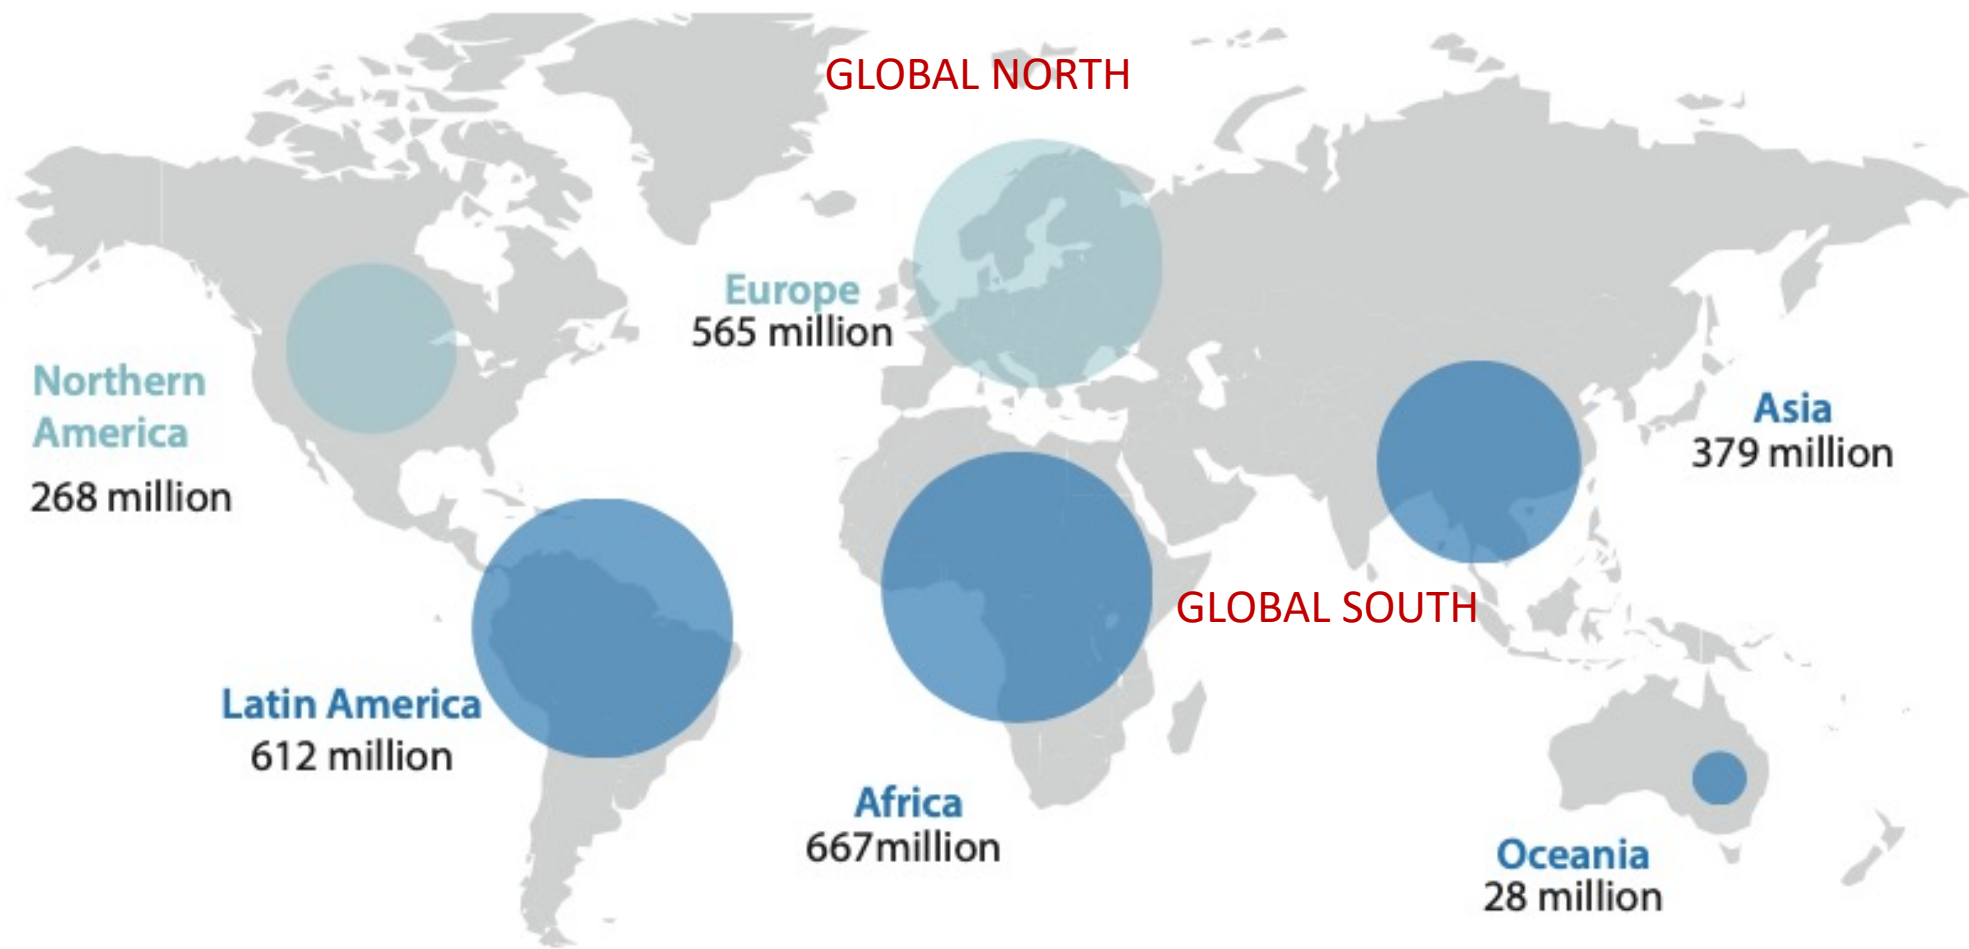 GLOBAL NORTH
Europe
565 million
Northern
America
268 million
Asia
379 million
GLOBAL SOUTH
Latin America
612 million
Africa
667million
Oceania
28 million